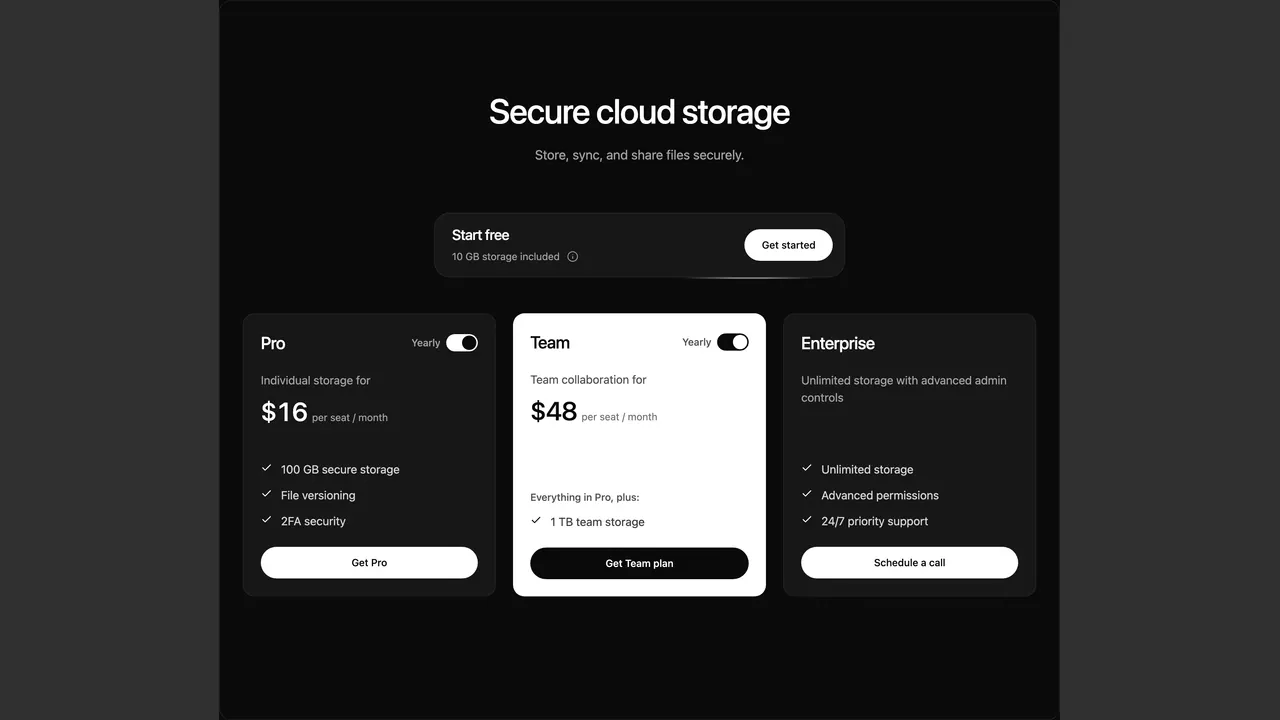 Secure cloud storage
Store, sync, and share files securely.
Start free
10 GB storage included
Get started
Pro
Yearly
Individual storage for
$16 per seat / month
100 GB secure storage
File versioning
2FA security
Get Pro
Team
Yearly
Team collaboration for
$48 per seat / month
Everything in Pro, plus:
1 TB team storage
Get Team plan
Enterprise
Unlimited storage with advanced admin
controls
Unlimited storage
Advanced permissions
24/7 priority support
Schedule a call